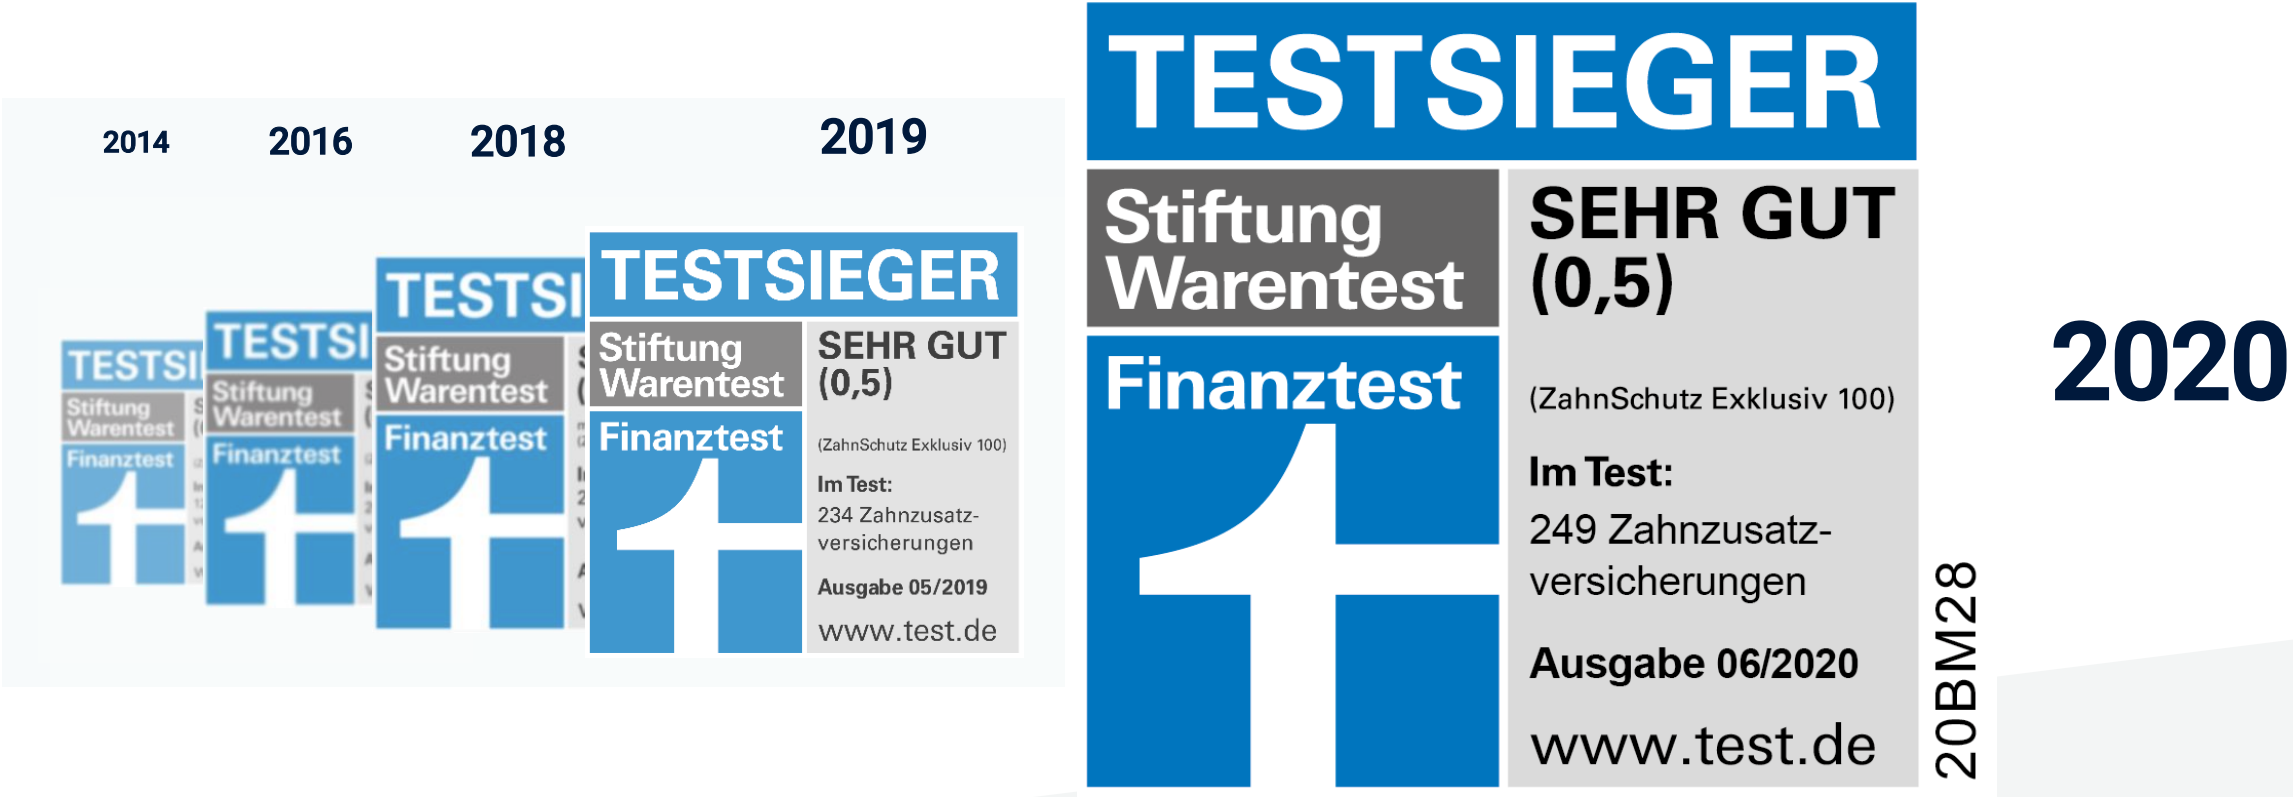 2014
2016
2018
2019
TESTSI
Stiftung
Warentest
Finanztest
TESTSI
Stiftung
Warentest
Finanztest
TESTSI
Stiftung
Warentest
Finanztest
TESTSIEGER
Stiftung
Warentest
Finanztest
SEHR GUT
(0,5)
(ZahnSchutz Exklusiv 100)
Im Test:
234 Zahnzusatz-
versicherungen
Ausgabe 05/2019
www.test.de
TESTSIEGER
Stiftung
Warentest
Finanztest
SEHR GUT
(0,5)
(ZahnSchutz Exklusiv 100)
Im Test:
249 Zahnzusatz-
versicherungen
Ausgabe 06/2020
www.test.de
20BM28
2020